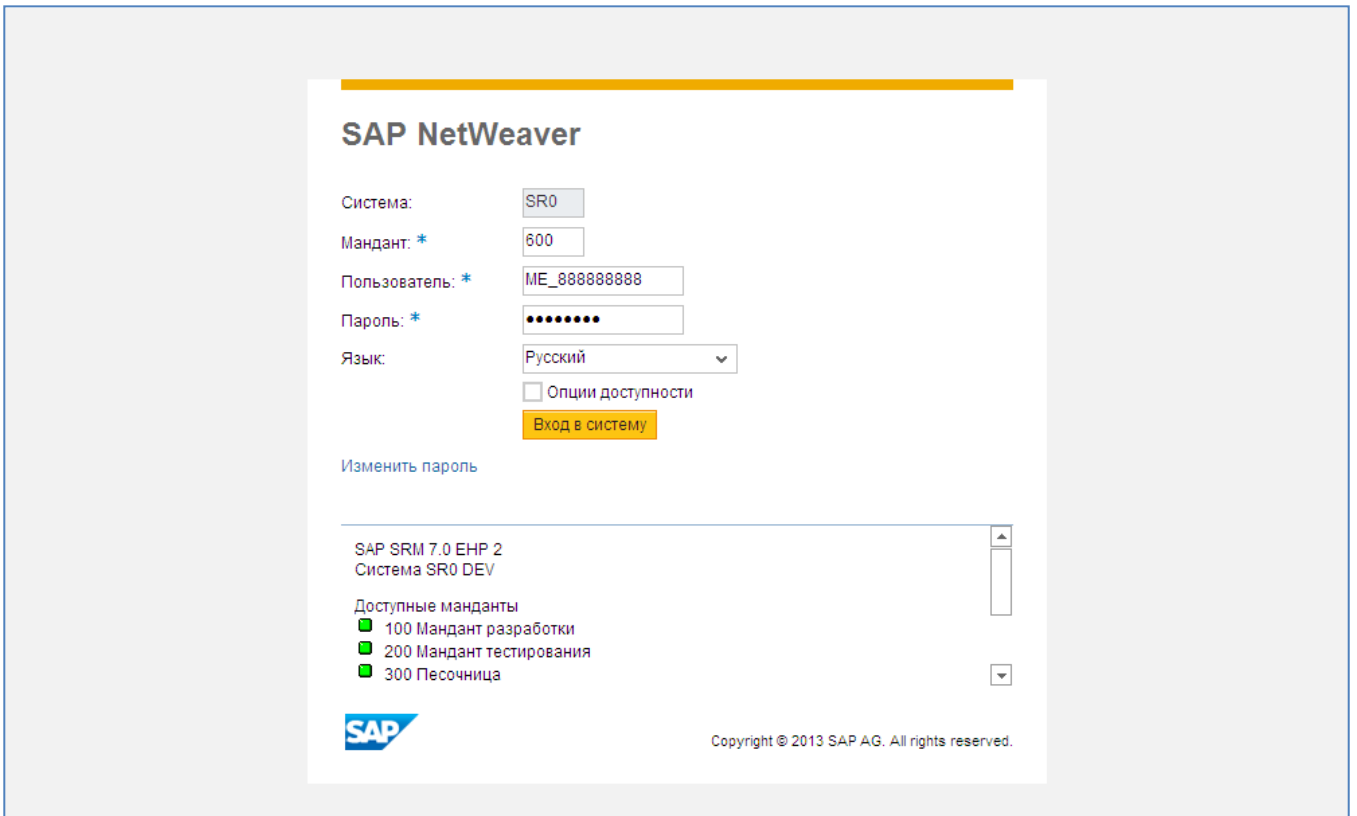 SAP NetWeaver
Система: SR0
Мандант: * 600
Пользователь: * ME_888888888
Пароль: * ••••••••
Язык: Русский
Опции доступности
Вход в систему
Изменить пароль
SAP SRM 7.0 EHP 2
Система SR0 DEV
Доступные манданты
100 Мандант разработки
200 Мандант тестирования
300 Песочница
SAP
Copyright © 2013 SAP AG. All rights reserved.